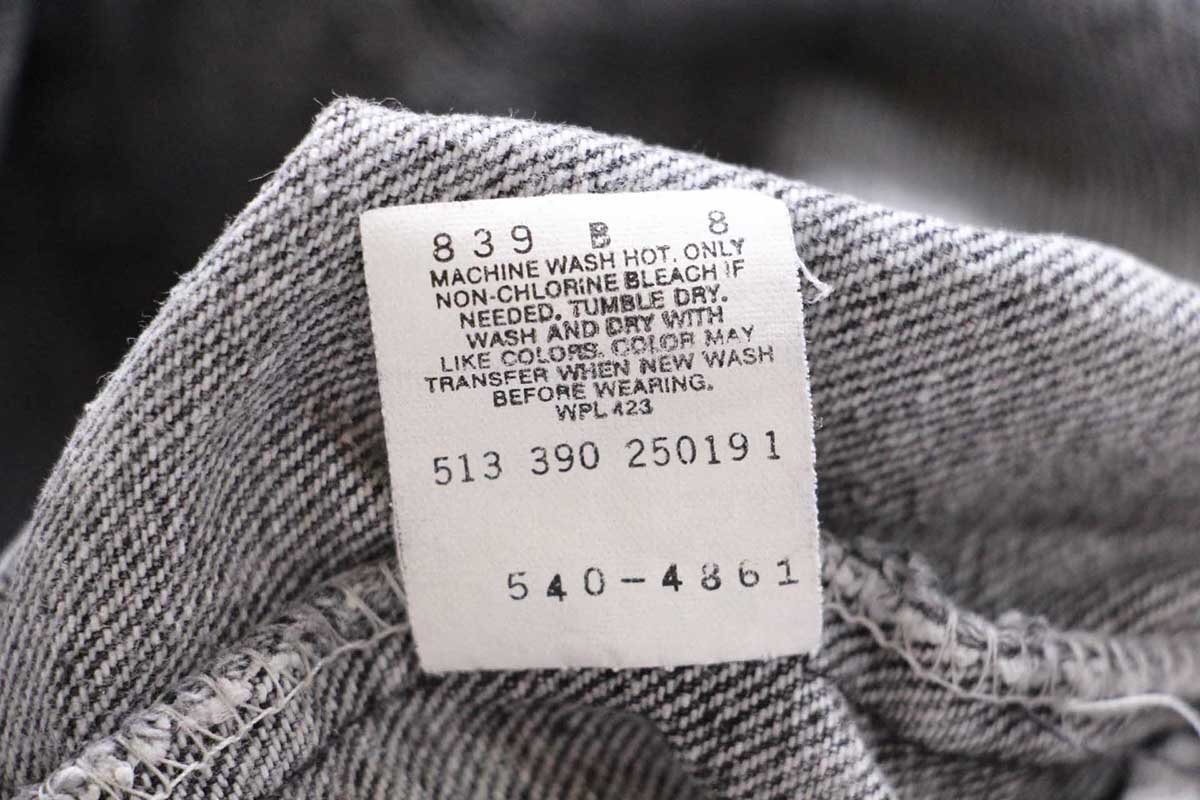 839 B 8
MACHINE WASH HOT. ONLY
NON-CHLORINE BLEACH IF
NEEDED. TUMBLE DRY.
WASH AND DRY WITH
LIKE COLORS. COLOR MAY
TRANSFER WHEN NEW WASH
BEFORE WEARING.
WPL 423
513 390 250191
540-4861